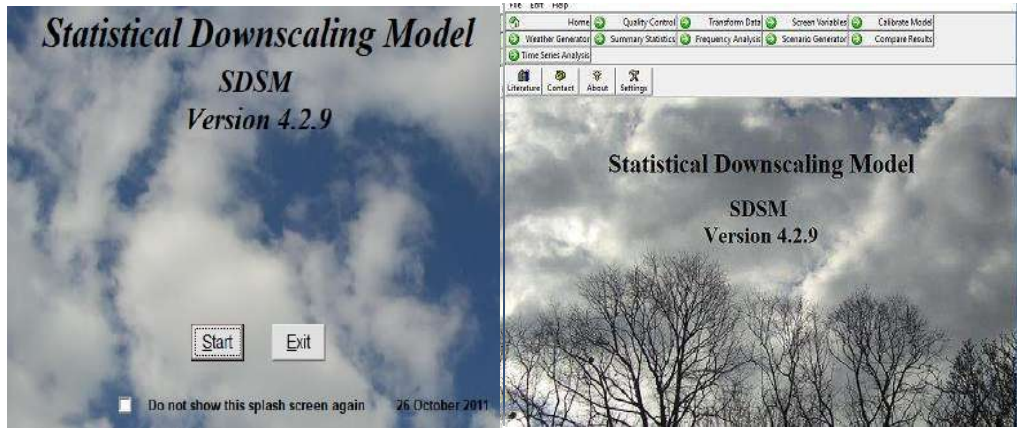 Statistical Downscaling Model
SDSM
Version 4.2.9
Start Exit
Do not show this splash screen again 26 October 2011
File Edit Help
Home Quality Control Transform Data Screen Variables Calibrate Model
Weather Generator Summary Statistics Frequency Analysis Scenario Generator Compare Results
Time Series Analysis
Literature Contact About Settings
Statistical Downscaling Model
SDSM
Version 4.2.9